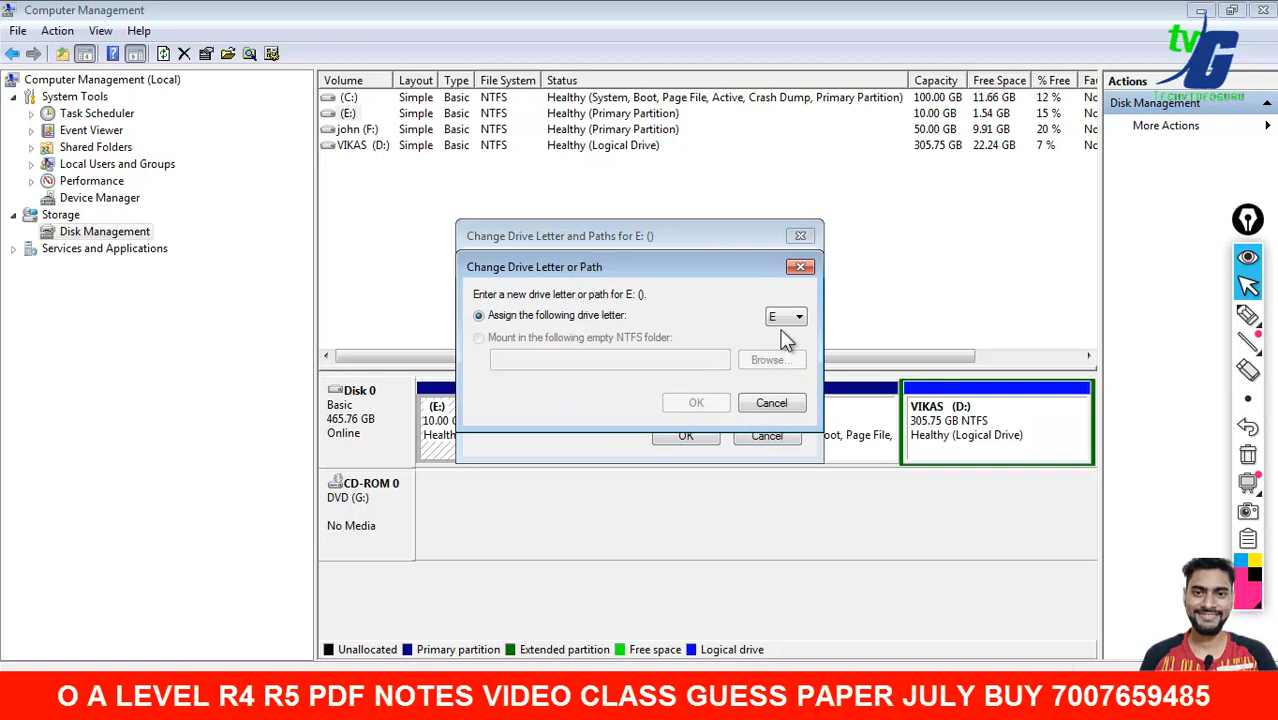 Computer Management
File Action View Help
Computer Management (Local)
System Tools
Task Scheduler
Event Viewer
Shared Folders
Local Users and Groups
Performance
Device Manager
Storage
Disk Management
Services and Applications
Volume Layout Type File System Status Capacity Free Space % Free
(C:) Simple Basic NTFS Healthy (System, Boot, Page File, Active, Crash Dump, Primary Partition) 100.00 GB 11.66 GB 12 % No
(E:) Simple Basic NTFS Healthy (Primary Partition) 10.00 GB 1.54 GB 15 % No
john (F:) Simple Basic NTFS Healthy (Primary Partition) 50.00 GB 9.91 GB 20 % No
VIKAS (D:) Simple Basic NTFS Healthy (Logical Drive) 305.75 GB 22.24 GB 7 % No
Actions
Disk Management
More Actions
tv G
TECHVIDEOGURU
Change Drive Letter and Paths for E: ()
Change Drive Letter or Path
Enter a new drive letter or path for E: ().
Assign the following drive letter:
E
Mount in the following empty NTFS folder:
Browse...
OK Cancel
OK Cancel
Disk 0
Basic
465.76 GB
Online
(E:)
10.00
Health
oot, Page File,
VIKAS (D:)
305.75 GB NTFS
Healthy (Logical Drive)
CD-ROM 0
DVD (G:)
No Media
Unallocated Primary partition Extended partition Free space Logical drive
O A LEVEL R4 R5 PDF NOTES VIDEO CLASS GUESS PAPER JULY BUY 7007659485